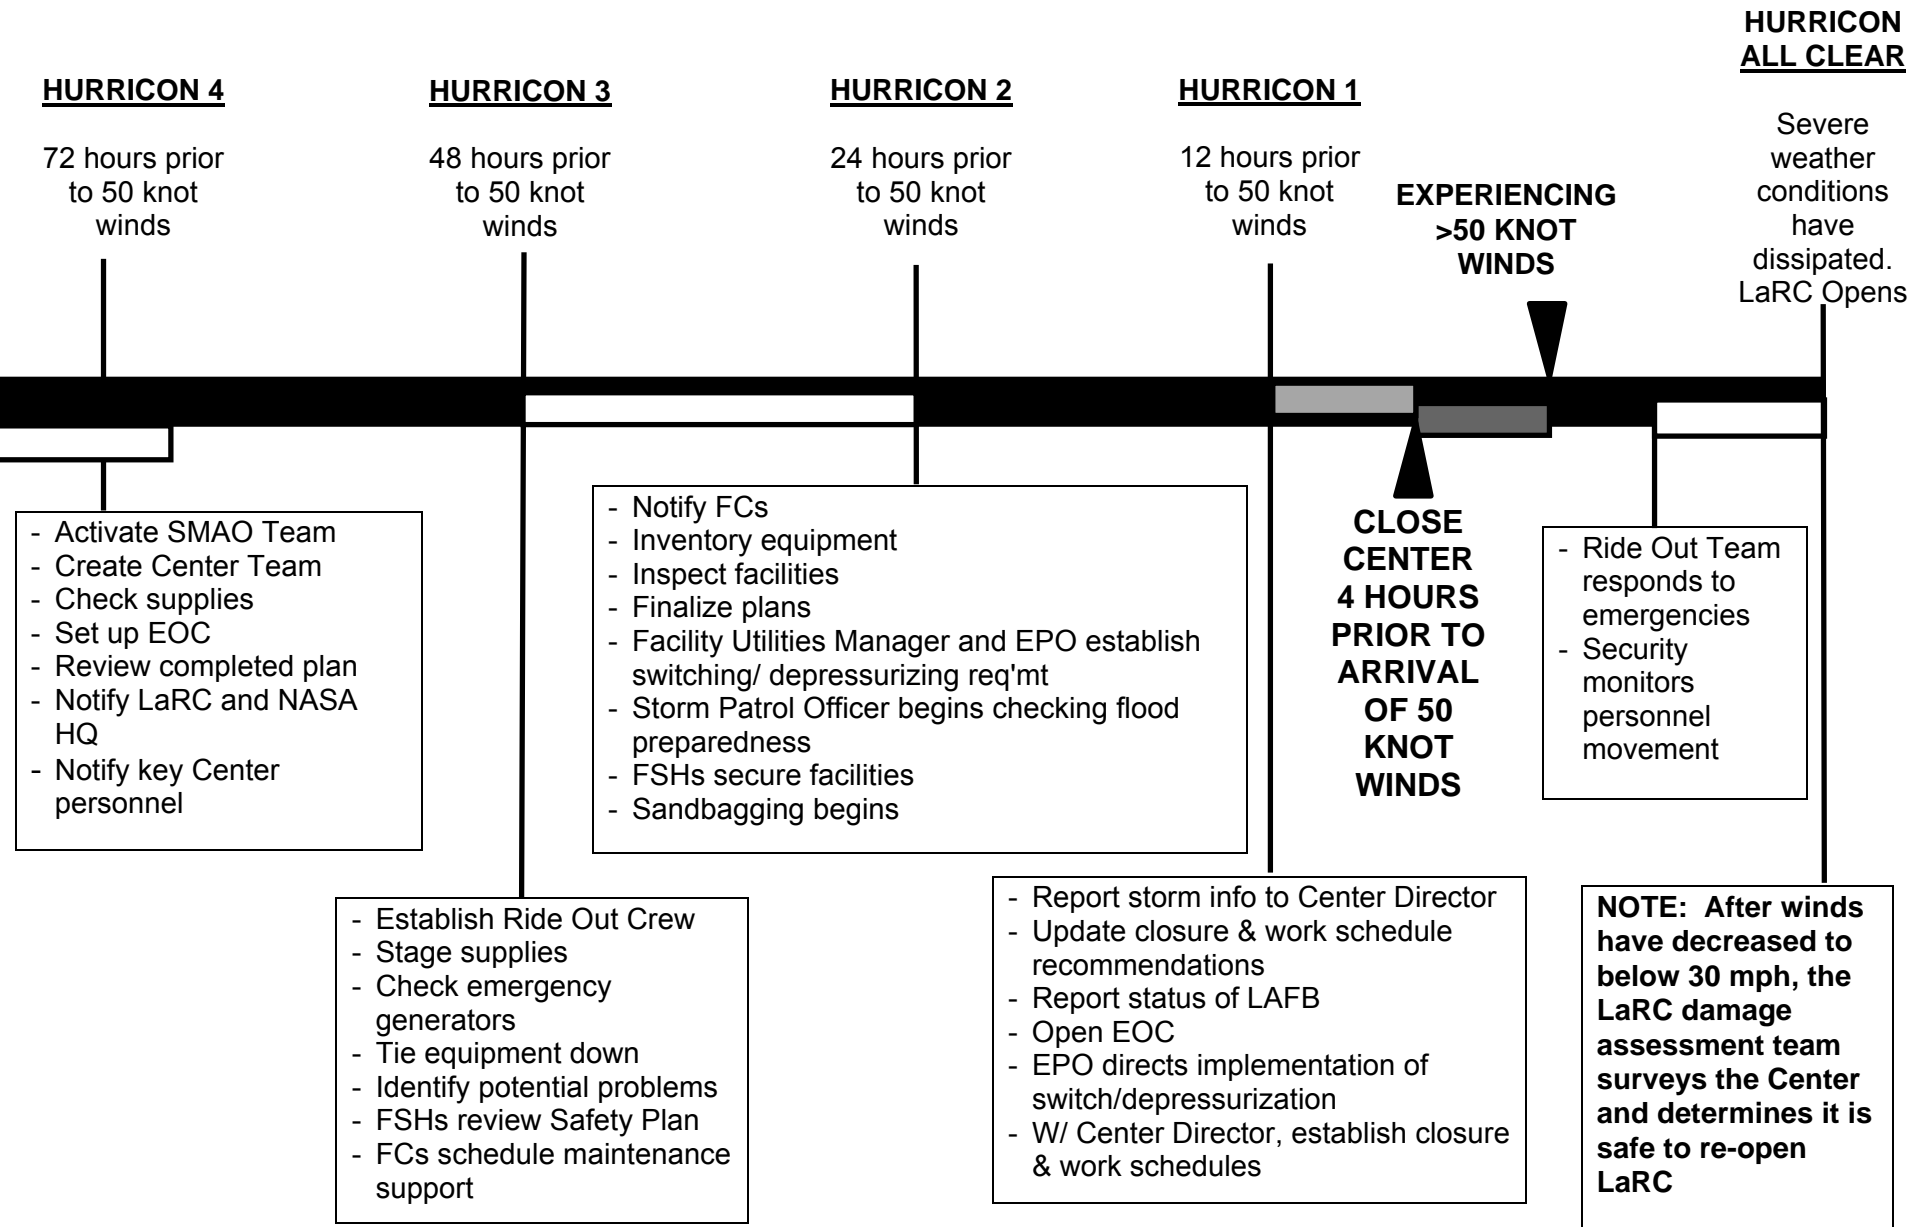 HURRICON 4
72 hours prior
to 50 knot
winds
HURRICON 3
48 hours prior
to 50 knot
winds
HURRICON 2
24 hours prior
to 50 knot
winds
HURRICON 1
12 hours prior
to 50 knot
winds
EXPERIENCING
>50 KNOT
WINDS
HURRICON
ALL CLEAR
Severe
weather
conditions
have
dissipated.
LaRC Opens
- Activate SMAO Team
- Create Center Team
- Check supplies
- Set up EOC
- Review completed plan
- Notify LaRC and NASA
HQ
- Notify key Center
personnel
- Establish Ride Out Crew
- Stage supplies
- Check emergency
generators
- Tie equipment down
- Identify potential problems
- FSHs review Safety Plan
- FCs schedule maintenance
support
- Notify FCs
- Inventory equipment
- Inspect facilities
- Finalize plans
- Facility Utilities Manager and EPO establish
switching/ depressurizing req'mt
- Storm Patrol Officer begins checking flood
preparedness
- FSHs secure facilities
- Sandbagging begins
- Report storm info to Center Director
- Update closure & work schedule
recommendations
- Report status of LAFB
- Open EOC
- EPO directs implementation of
switch/depressurization
- W/ Center Director, establish closure
& work schedules
CLOSE
CENTER
4 HOURS
PRIOR TO
ARRIVAL
OF 50
KNOT
WINDS
- Ride Out Team
responds to
emergencies
- Security
monitors
personnel
movement
NOTE:  After winds
have decreased to
below 30 mph, the
LaRC damage
assessment team
surveys the Center
and determines it is
safe to re-open
LaRC